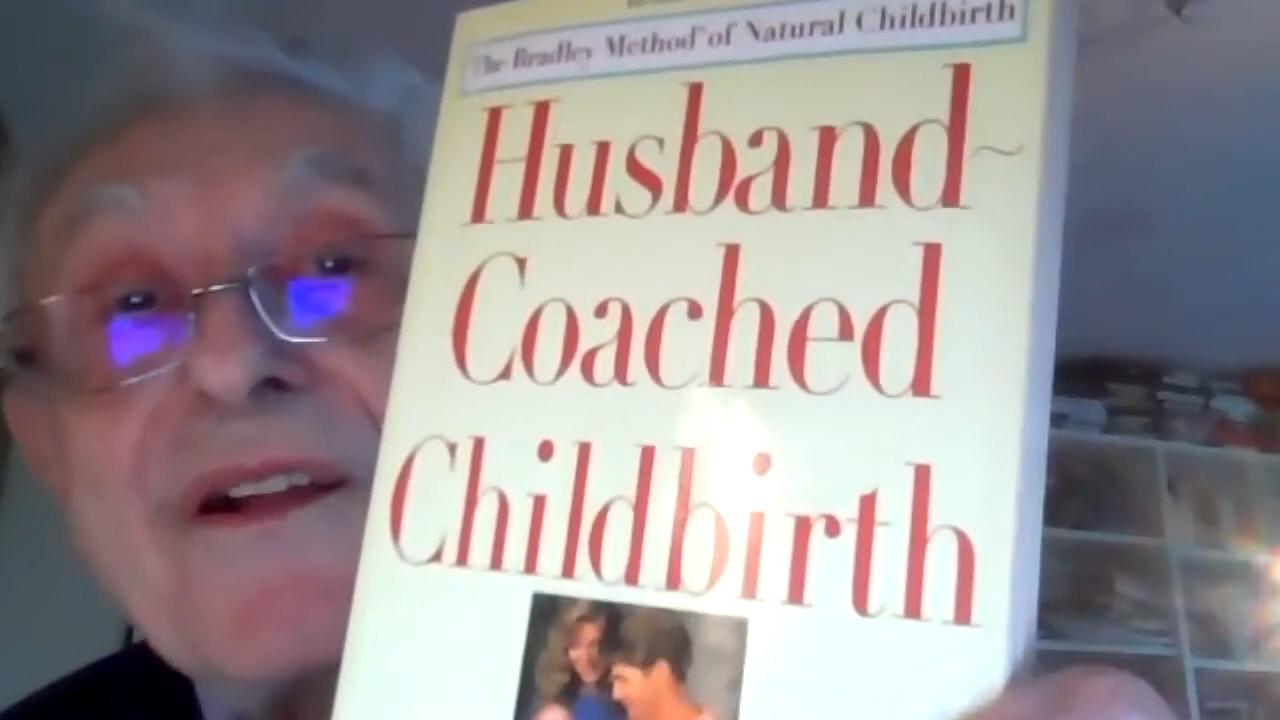 The Bradley Method® of Natural Childbirth
Husband~
Coached
Childbirth